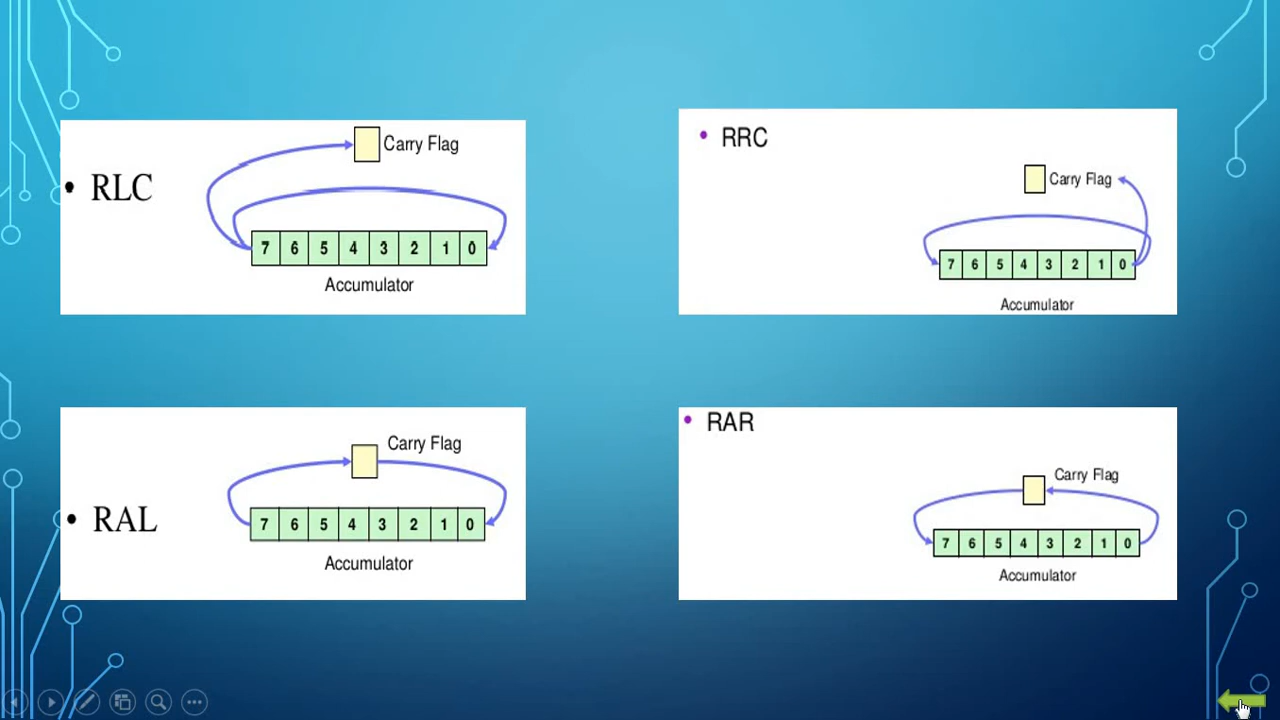 • RLC
Carry Flag
7 6 5 4 3 2 1 0
Accumulator
• RRC
Carry Flag
7 6 5 4 3 2 1 0
Accumulator
• RAL
Carry Flag
7 6 5 4 3 2 1 0
Accumulator
• RAR
Carry Flag
7 6 5 4 3 2 1 0
Accumulator